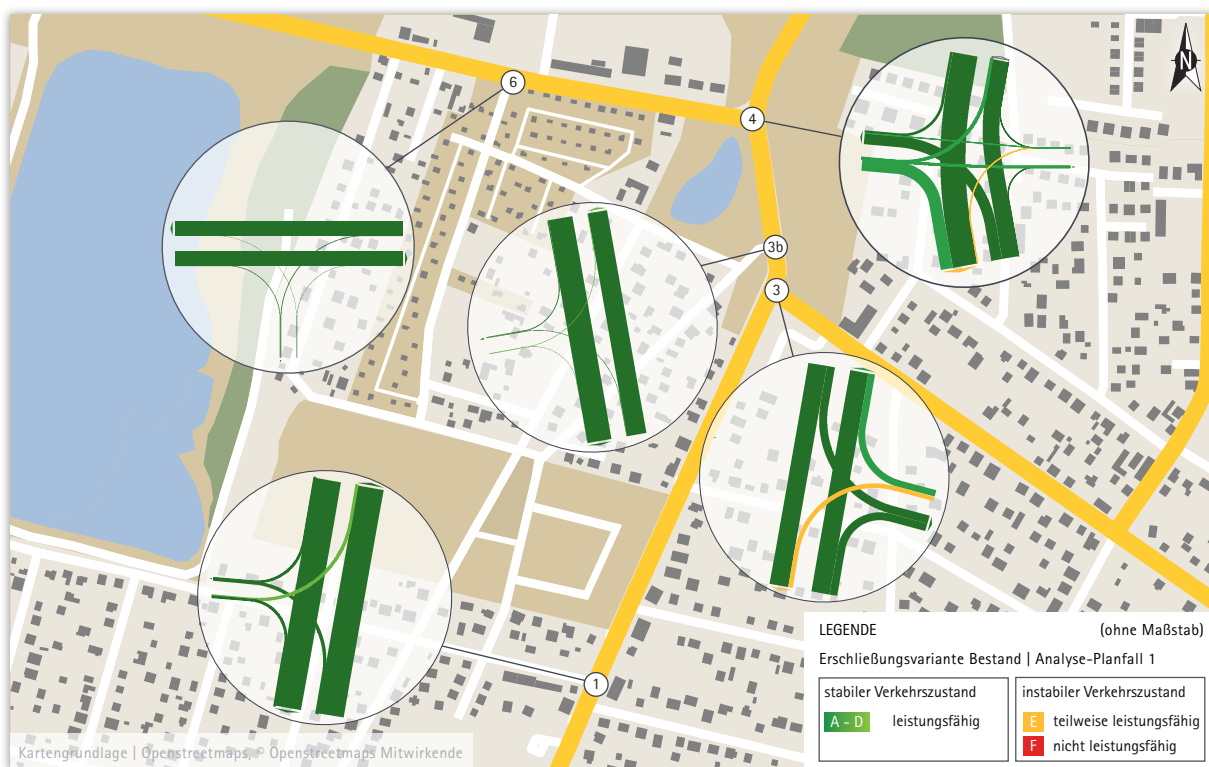 N
6
4
3b
3
1
LEGENDE (ohne Maßstab)
Erschließungsvariante Bestand | Analyse-Planfall 1
stabiler Verkehrszustand
A - D leistungsfähig
instabiler Verkehrszustand
E teilweise leistungsfähig
F nicht leistungsfähig
Kartengrundlage | Openstreetmaps, © Openstreetmaps Mitwirkende